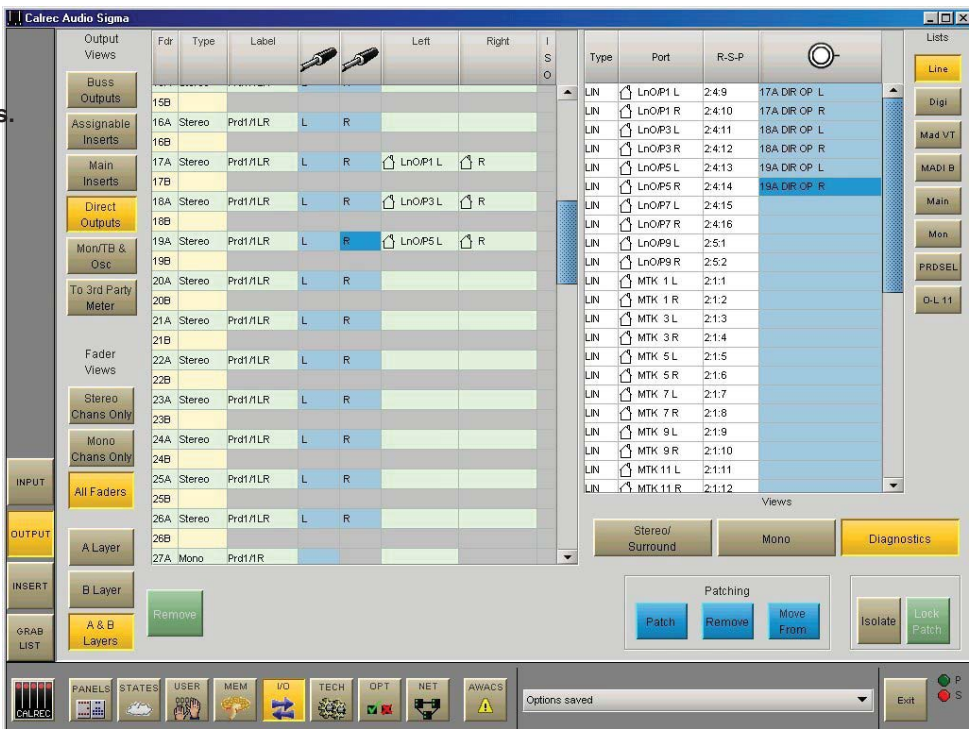 Calrec Audio Sigma
s.
Output Views
Buss Outputs
Assignable Inserts
Main Inserts
Direct Outputs
Mon/TB & Osc
To 3rd Party Meter
Fader Views
Stereo Chans Only
Mono Chans Only
All Faders
A Layer
B Layer
A & B Layers
INPUT
OUTPUT
INSERT
GRAB LIST
Fdr Type Label Left Right ISO
15B
16A Stereo Prd1/1LR L R
16B
17A Stereo Prd1/1LR L R LnO/P1 L R
17B
18A Stereo Prd1/1LR L R LnO/P3 L R
18B
19A Stereo Prd1/1LR L R LnO/P5 L R
19B
20A Stereo Prd1/1LR L R
20B
21A Stereo Prd1/1LR L R
21B
22A Stereo Prd1/1LR L R
22B
23A Stereo Prd1/1LR L R
23B
24A Stereo Prd1/1LR L R
24B
25A Stereo Prd1/1LR L R
25B
26A Stereo Prd1/1LR L R
26B
27A Mono Prd1/1R
Remove
Type Port R-S-P
LIN LnO/P1 L 2:4:9 17A DIR OP L
LIN LnO/P1 R 2:4:10 17A DIR OP R
LIN LnO/P3 L 2:4:11 18A DIR OP L
LIN LnO/P3 R 2:4:12 18A DIR OP R
LIN LnO/P5 L 2:4:13 19A DIR OP L
LIN LnO/P5 R 2:4:14 19A DIR OP R
LIN LnO/P7 L 2:4:15
LIN LnO/P7 R 2:4:16
LIN LnO/P9 L 2:5:1
LIN LnO/P9 R 2:5:2
LIN MTK 1 L 2:1:1
LIN MTK 1 R 2:1:2
LIN MTK 3 L 2:1:3
LIN MTK 3 R 2:1:4
LIN MTK 5 L 2:1:5
LIN MTK 5 R 2:1:6
LIN MTK 7 L 2:1:7
LIN MTK 7 R 2:1:8
LIN MTK 9 L 2:1:9
LIN MTK 9 R 2:1:10
LIN MTK 11 L 2:1:11
LIN MTK 11 R 2:1:12
Lists
Line
Digi
Mad VT
MADI B
Main
Mon
PRDSEL
O-L 11
Views
Stereo/ Surround
Mono
Diagnostics
Patching
Patch
Remove
Move From
Isolate
Lock Patch
CALREC
PANELS
STATES
USER
MEM
I/O
TECH
OPT
NET
AWACS
Options saved
Exit
P
S